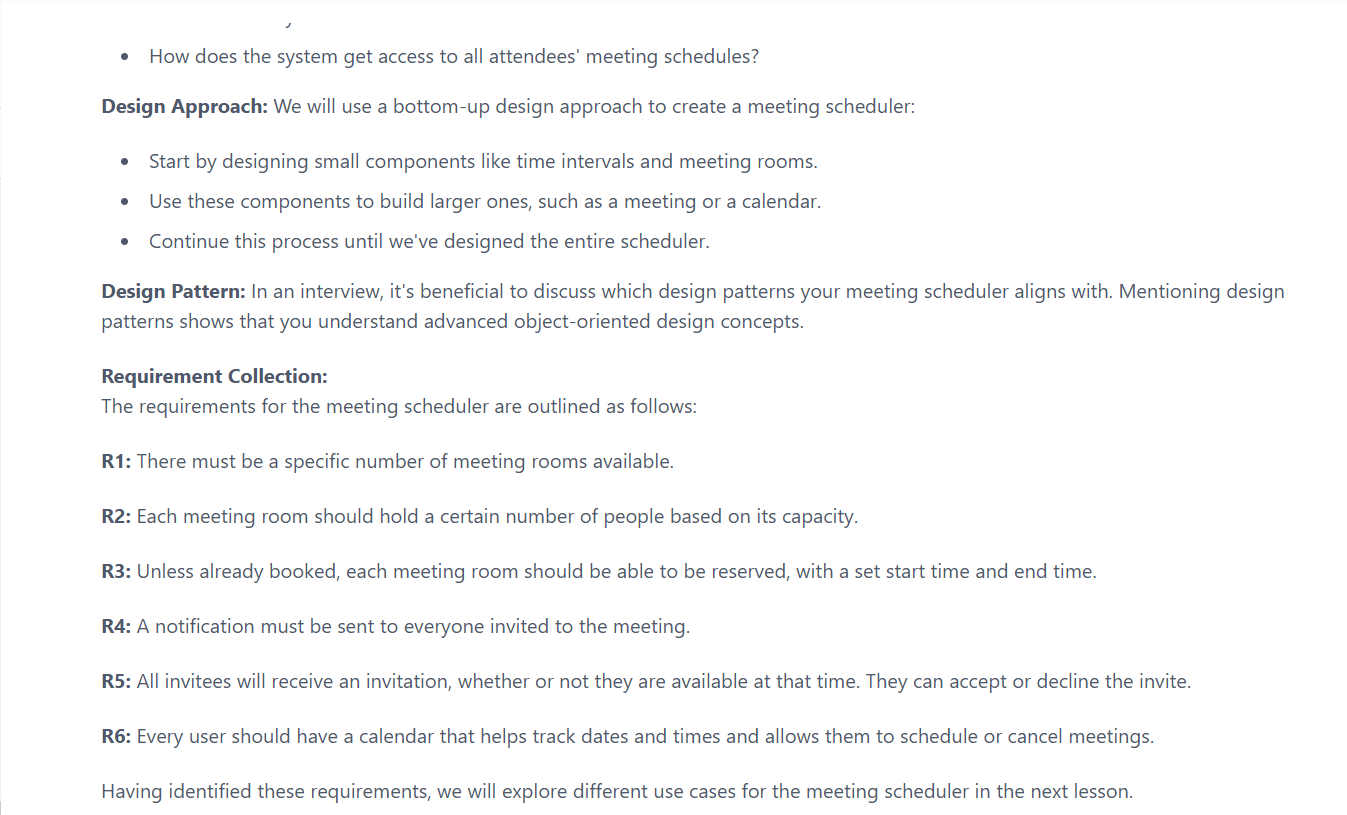 • How does the system get access to all attendees' meeting schedules?
Design Approach: We will use a bottom-up design approach to create a meeting scheduler:
• Start by designing small components like time intervals and meeting rooms.
• Use these components to build larger ones, such as a meeting or a calendar.
• Continue this process until we've designed the entire scheduler.
Design Pattern: In an interview, it's beneficial to discuss which design patterns your meeting scheduler aligns with. Mentioning design
patterns shows that you understand advanced object-oriented design concepts.
Requirement Collection:
The requirements for the meeting scheduler are outlined as follows:
R1: There must be a specific number of meeting rooms available.
R2: Each meeting room should hold a certain number of people based on its capacity.
R3: Unless already booked, each meeting room should be able to be reserved, with a set start time and end time.
R4: A notification must be sent to everyone invited to the meeting.
R5: All invitees will receive an invitation, whether or not they are available at that time. They can accept or decline the invite.
R6: Every user should have a calendar that helps track dates and times and allows them to schedule or cancel meetings.
Having identified these requirements, we will explore different use cases for the meeting scheduler in the next lesson.